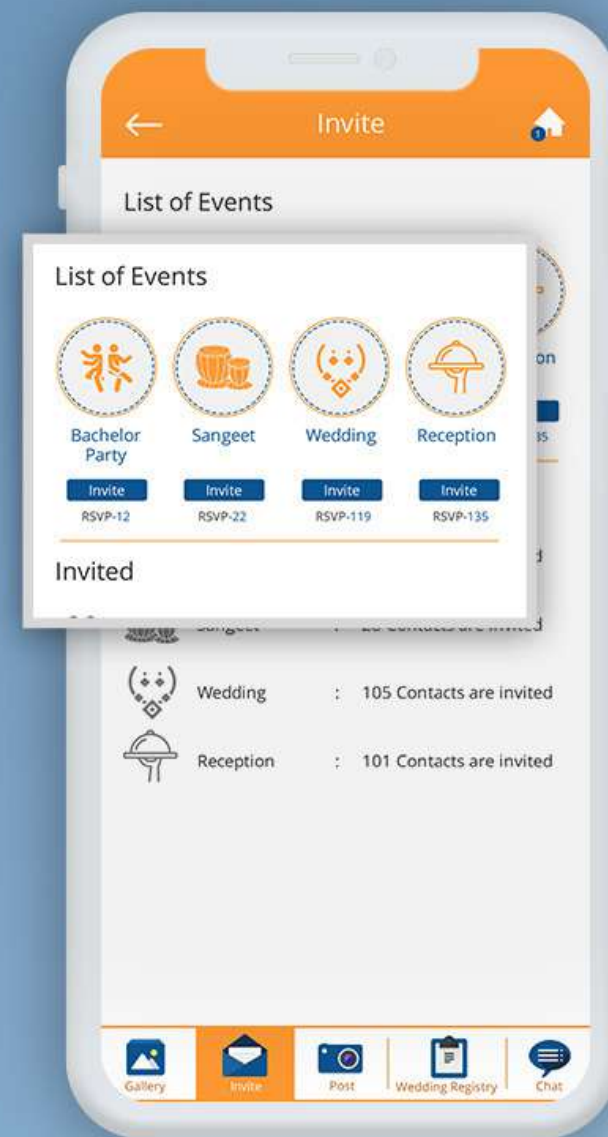 Invite
1
List of Events
List of Events
Bachelor Party
Sangeet
Wedding
Reception
Invite
Invite
Invite
Invite
RSVP-12
RSVP-22
RSVP-119
RSVP-135
Invited
Wedding : 105 Contacts are invited
Reception : 101 Contacts are invited
Gallery
Invite
Post
Wedding Registry
Chat